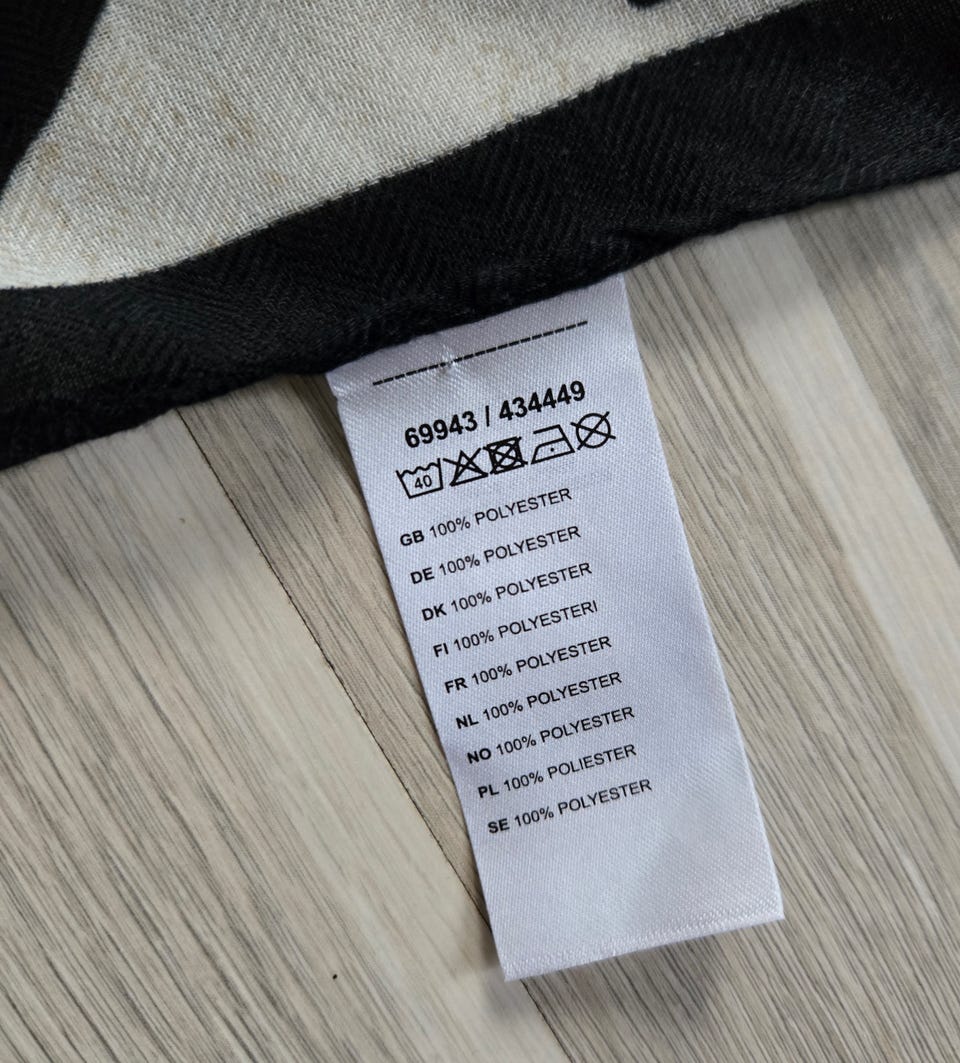 69943 / 434449
40
GB 100% POLYESTER
DE 100% POLYESTER
DK 100% POLYESTER
FI 100% POLYESTERI
FR 100% POLYESTER
NL 100% POLYESTER
NO 100% POLYESTER
PL 100% POLIESTER
SE 100% POLYESTER